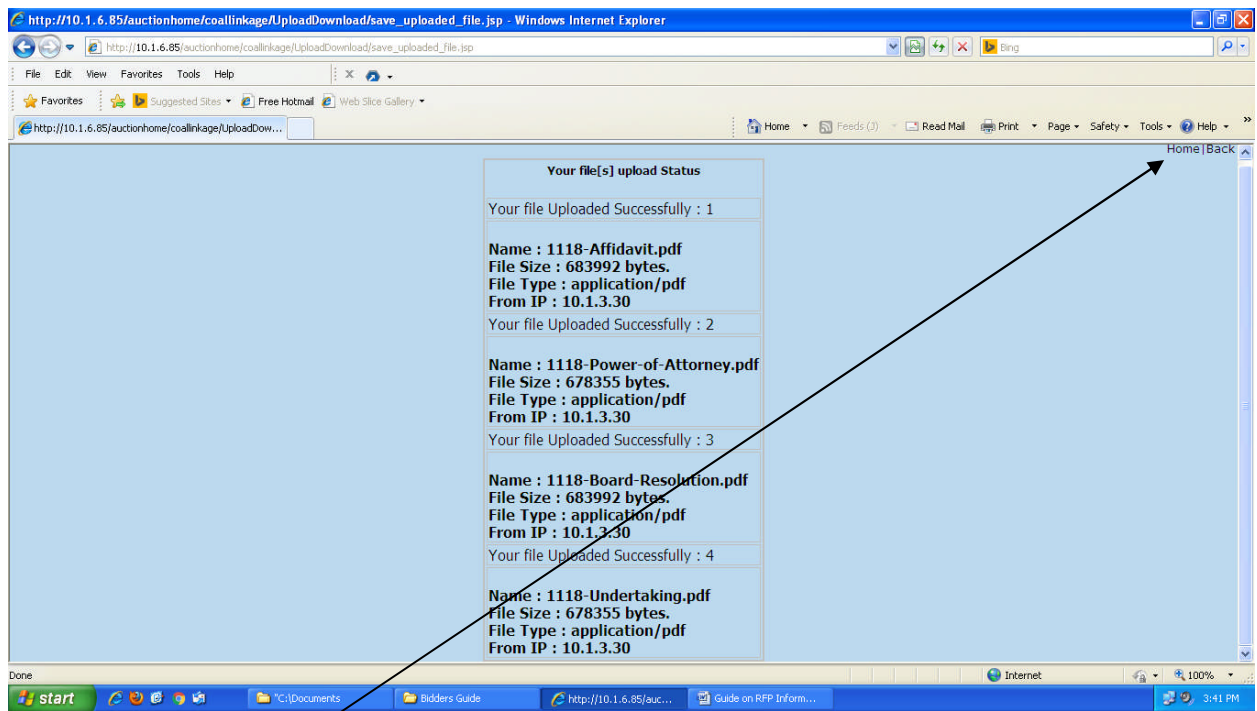 http://10.1.6.85/auctionhome/coallinkage/UploadDownload/save_uploaded_file.jsp - Windows Internet Explorer
http://10.1.6.85/auctionhome/coallinkage/UploadDownload/save_uploaded_file.jsp
Bing
File Edit View Favorites Tools Help
X
Favorites Suggested Sites Free Hotmail Web Slice Gallery
http://10.1.6.85/auctionhome/coallinkage/UploadDow...
Home Feeds (J) Read Mail Print Page Safety Tools Help »
Home|Back
Your file[s] upload Status
Your file Uploaded Successfully : 1
Name : 1118-Affidavit.pdf
File Size : 683992 bytes.
File Type : application/pdf
From IP : 10.1.3.30
Your file Uploaded Successfully : 2
Name : 1118-Power-of-Attorney.pdf
File Size : 678355 bytes.
File Type : application/pdf
From IP : 10.1.3.30
Your file Uploaded Successfully : 3
Name : 1118-Board-Resolution.pdf
File Size : 683992 bytes.
File Type : application/pdf
From IP : 10.1.3.30
Your file Uploaded Successfully : 4
Name : 1118-Undertaking.pdf
File Size : 678355 bytes.
File Type : application/pdf
From IP : 10.1.3.30
Done
Internet
100%
start
"C:\Documents
Bidders Guide
http://10.1.6.85/auc...
Guide on RFP Inform...
3:41 PM